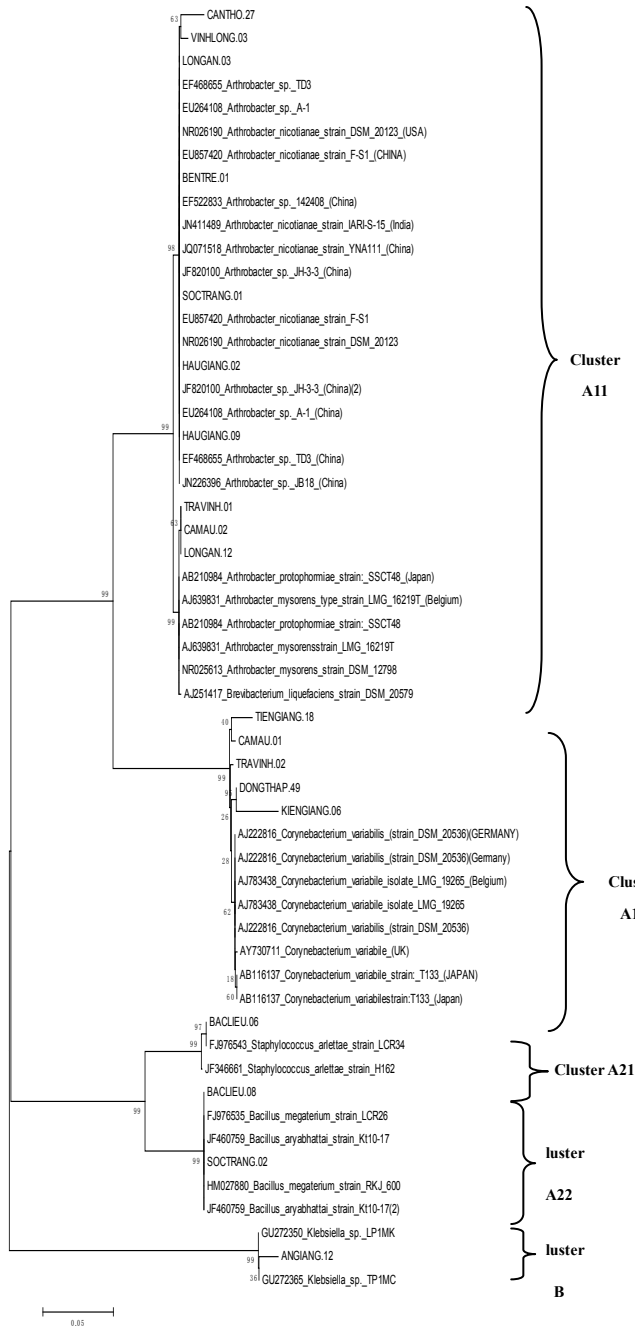 63 CANTHO.27
VINHLONG.03
LONGAN.03
EF468655_Arthrobacter_sp._TD3
EU264108_Arthrobacter_sp._A-1
NR026190_Arthrobacter_nicotianae_strain_DSM_20123_(USA)
EU857420_Arthrobacter_nicotianae_strain_F-S1_(CHINA)
BENTRE.01
EF522833_Arthrobacter_sp._142408_(China)
JN411489_Arthrobacter_nicotianae_strain_IARI-S-15_(India)
JQ071518_Arthrobacter_nicotianae_strain_YNA111_(China)
98
JF820100_Arthrobacter_sp._JH-3-3_(China)
SOCTRANG.01
EU857420_Arthrobacter_nicotianae_strain_F-S1
NR026190_Arthrobacter_nicotianae_strain_DSM_20123
Cluster
HAUGIANG.02
JF820100_Arthrobacter_sp._JH-3-3_(China)(2)
A11
EU264108_Arthrobacter_sp._A-1_(China)
99
HAUGIANG.09
EF468655_Arthrobacter_sp._TD3_(China)
JN226396_Arthrobacter_sp._JB18_(China)
TRAVINH.01
63
CAMAU.02
LONGAN.12
AB210984_Arthrobacter_protophormiae_strain:_SSCT48_(Japan)
99
AJ639831_Arthrobacter_mysorens_type_strain_LMG_16219T_(Belgium)
99
AB210984_Arthrobacter_protophormiae_strain:_SSCT48
AJ639831_Arthrobacter_mysorensstrain_LMG_16219T
NR025613_Arthrobacter_mysorens_strain_DSM_12798
AJ251417_Brevibacterium_liquefaciens_strain_DSM_20579
40 TIENGIANG.18
CAMAU.01
TRAVINH.02
99
DONGTHAP.49
95
KIENGIANG.06
26
AJ222816_Corynebacterium_variabilis_(strain_DSM_20536)(GERMANY)
28
AJ222816_Corynebacterium_variabilis_(strain_DSM_20536)(Germany)
AJ783438_Corynebacterium_variabile_isolate_LMG_19265_(Belgium)
Clus
AJ783438_Corynebacterium_variabile_isolate_LMG_19265
62
A1
AJ222816_Corynebacterium_variabilis_(strain_DSM_20536)
AY730711_Corynebacterium_variabile_(UK)
18 AB116137_Corynebacterium_variabile_strain:_T133_(JAPAN)
60 AB116137_Corynebacterium_variabilestrain:T133_(Japan)
97 BACLIEU.06
99 FJ976543_Staphylococcus_arlettae_strain_LCR34
JF346661_Staphylococcus_arlettae_strain_H162
Cluster A21
BACLIEU.08
99
FJ976535_Bacillus_megaterium_strain_LCR26
JF460759_Bacillus_aryabhattai_strain_Kt10-17
99 SOCTRANG.02
luster
HM027880_Bacillus_megaterium_strain_RKJ_600
A22
JF460759_Bacillus_aryabhattai_strain_Kt10-17(2)
GU272350_Klebsiella_sp._LP1MK
99 ANGIANG.12
luster
36 GU272365_Klebsiella_sp._TP1MC
B
0.05